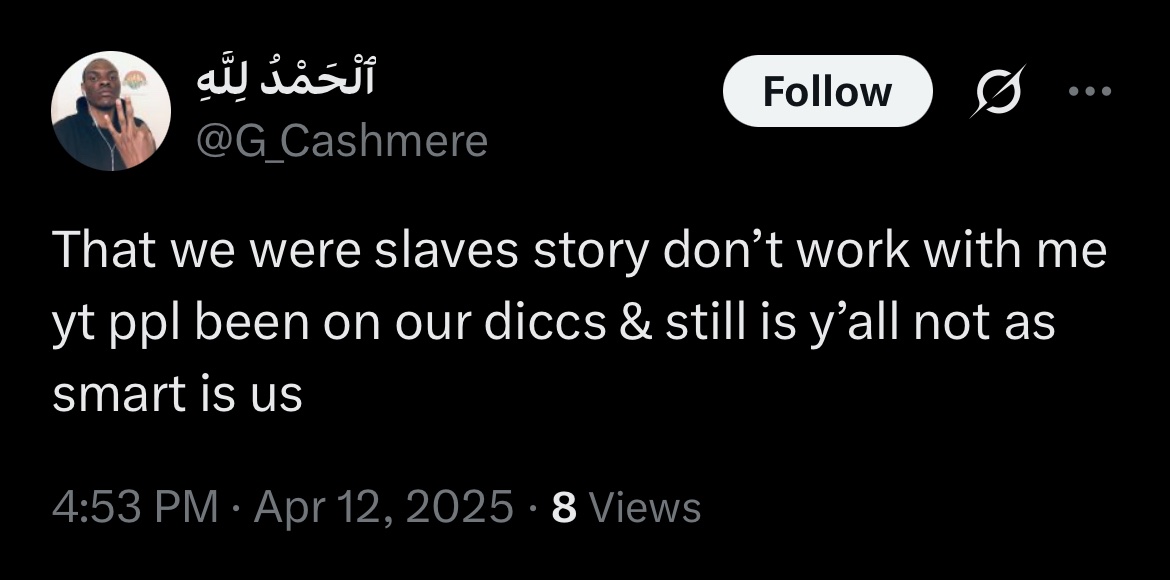 ٱلْحَمْدُ لِلَّهِ
Follow
@G_Cashmere
That we were slaves story don’t work with me
yt ppl been on our diccs & still is y’all not as
smart is us
4:53 PM · Apr 12, 2025 · 8 Views